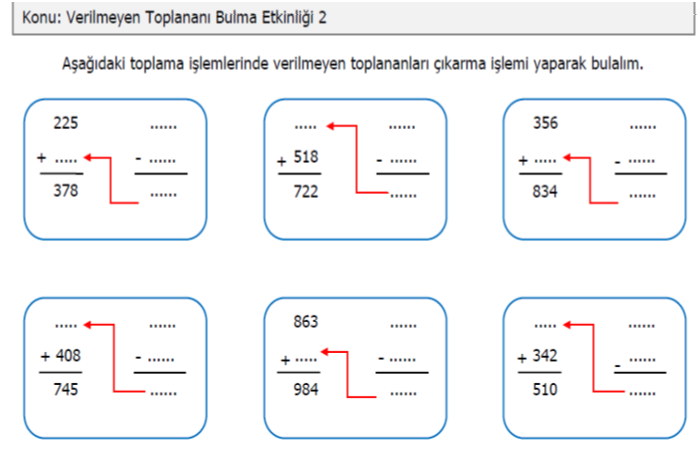 Konu: Verilmeyen Toplananı Bulma Etkinliği 2
Aşağıdaki toplama işlemlerinde verilmeyen toplananları çıkarma işlemi yaparak bulalım.
225 ......
+ ..... - ......
378 ......
..... ......
+ 518 - ......
722 ......
356 ......
+ ..... - ......
834 ......
..... ......
+ 408 - ......
745 ......
863 ......
+ ..... - ......
984 ......
..... ......
+ 342 - ......
510 ......